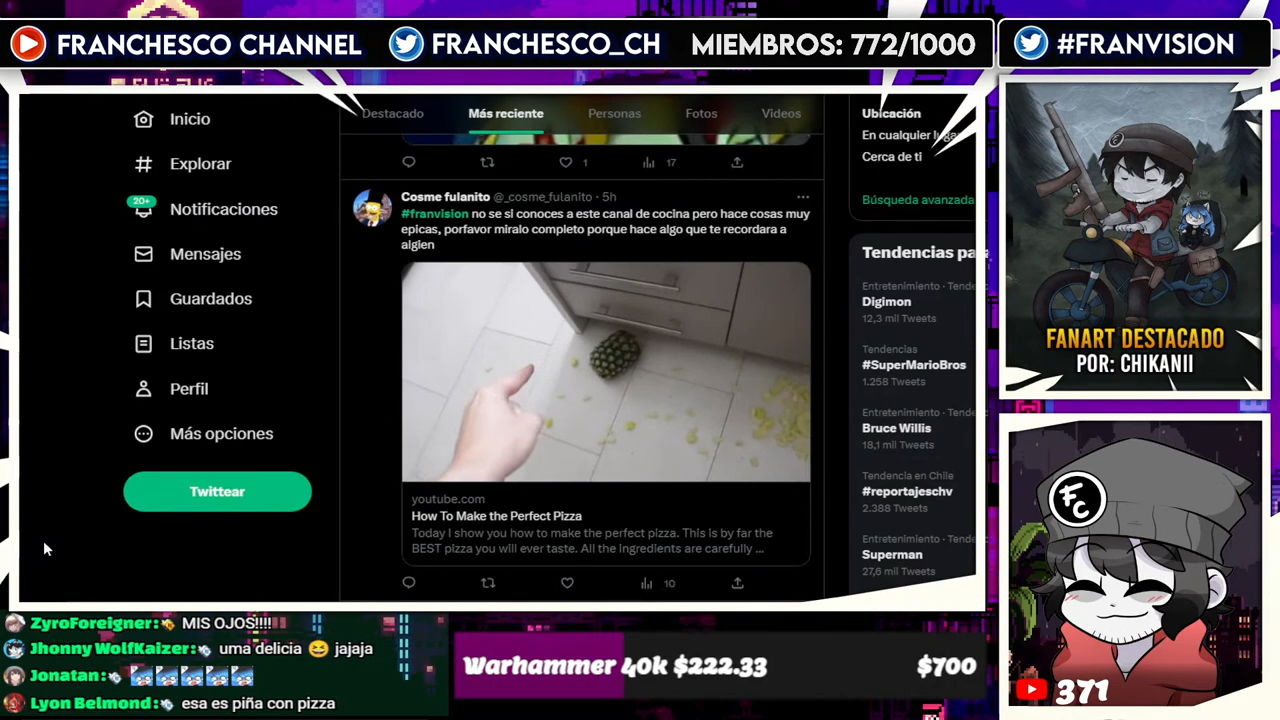 FRANCHESCO CHANNEL
FRANCHESCO_CH
MIEMBROS: 772/1000
#FRANVISION
Inicio
Explorar
20+
Notificaciones
Mensajes
Guardados
Listas
Perfil
Más opciones
Twittear
Destacado
Más reciente
Personas
Fotos
Videos
1
17
Cosme fulanito @_cosme_fulanito · 5h
#franvision no se si conoces a este canal de cocina pero hace cosas muy
epicas, porfavor miralo completo porque hace algo que te recordara a
algien
youtube.com
How To Make the Perfect Pizza
Today I show you how to make the perfect pizza. This is by far the
BEST pizza you will ever taste. All the ingredients are carefully ...
10
Ubicación
En cualquier
Cerca de ti
Búsqueda avanzada
Tendencias
Entretenimiento ·
Digimon
12,3 mil Tweets
Tendencias
#SuperMarioBros
1.258 Tweets
Entretenimiento ·
Bruce Willis
18,1 mil Tweets
Tendencia en Chile
#reportajeschv
2.388 Tweets
Entretenimiento ·
Superman
27,6 mil Tweets
FANART DESTACADO
POR: CHIKANII
FC
371
ZyroForeigner: MIS OJOS!!!!
Jhonny WolfKaizer: uma delicia jajaja
Jonatan:
Lyon Belmond: esa es piña con pizza
Warhammer 40k $222.33
$700